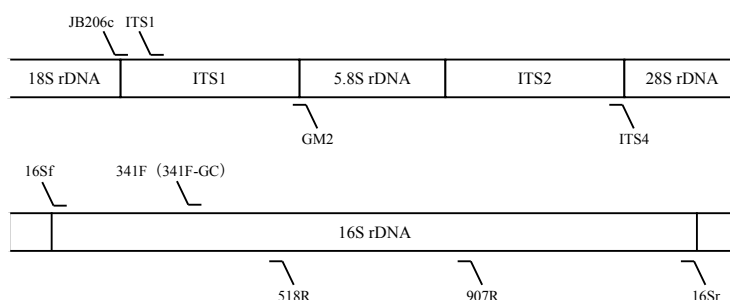 JB206c ITS1
18S rDNA ITS1 5.8S rDNA ITS2 28S rDNA
GM2 ITS4
16Sf 341F（341F-GC）
16S rDNA
518R 907R 16Sr